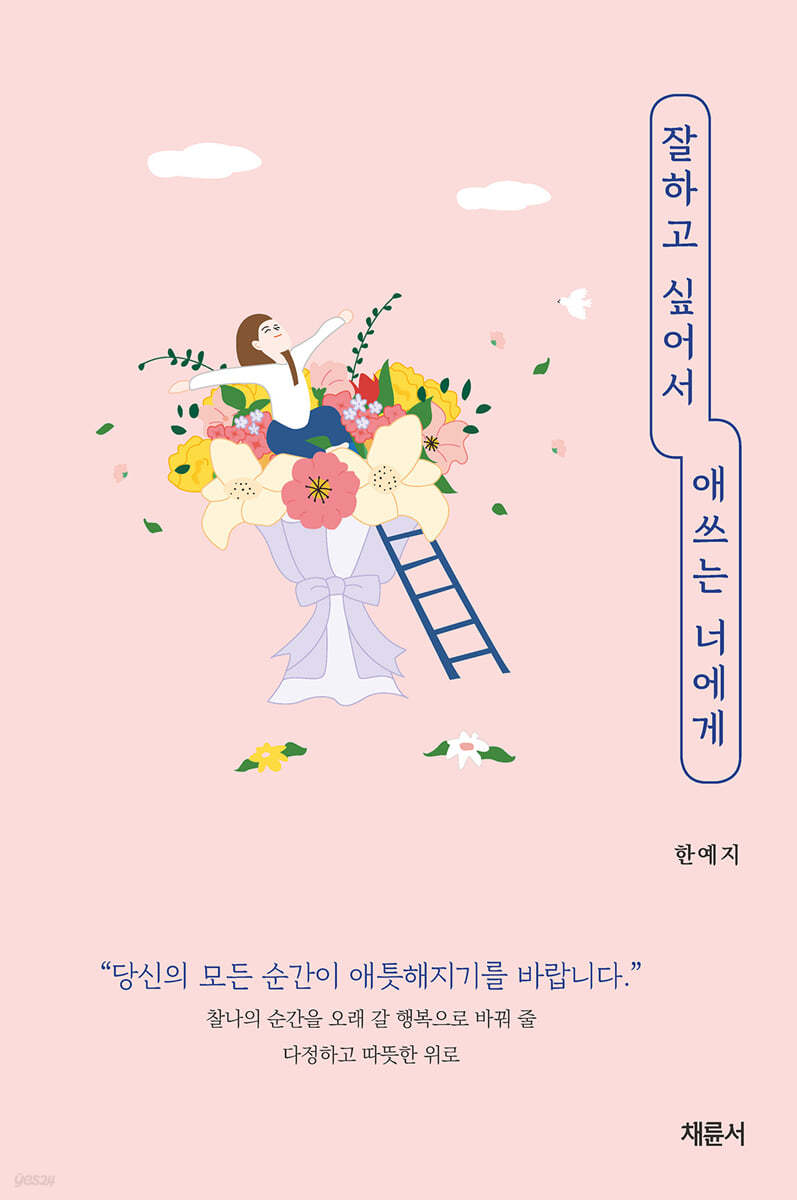 잘하고 싶어서
애쓰는 너에게
한예지
“당신의 모든 순간이 애틋해지기를 바랍니다.”
찰나의 순간을 오래 갈 행복으로 바꿔 줄
다정하고 따뜻한 위로
채륜서
yes24